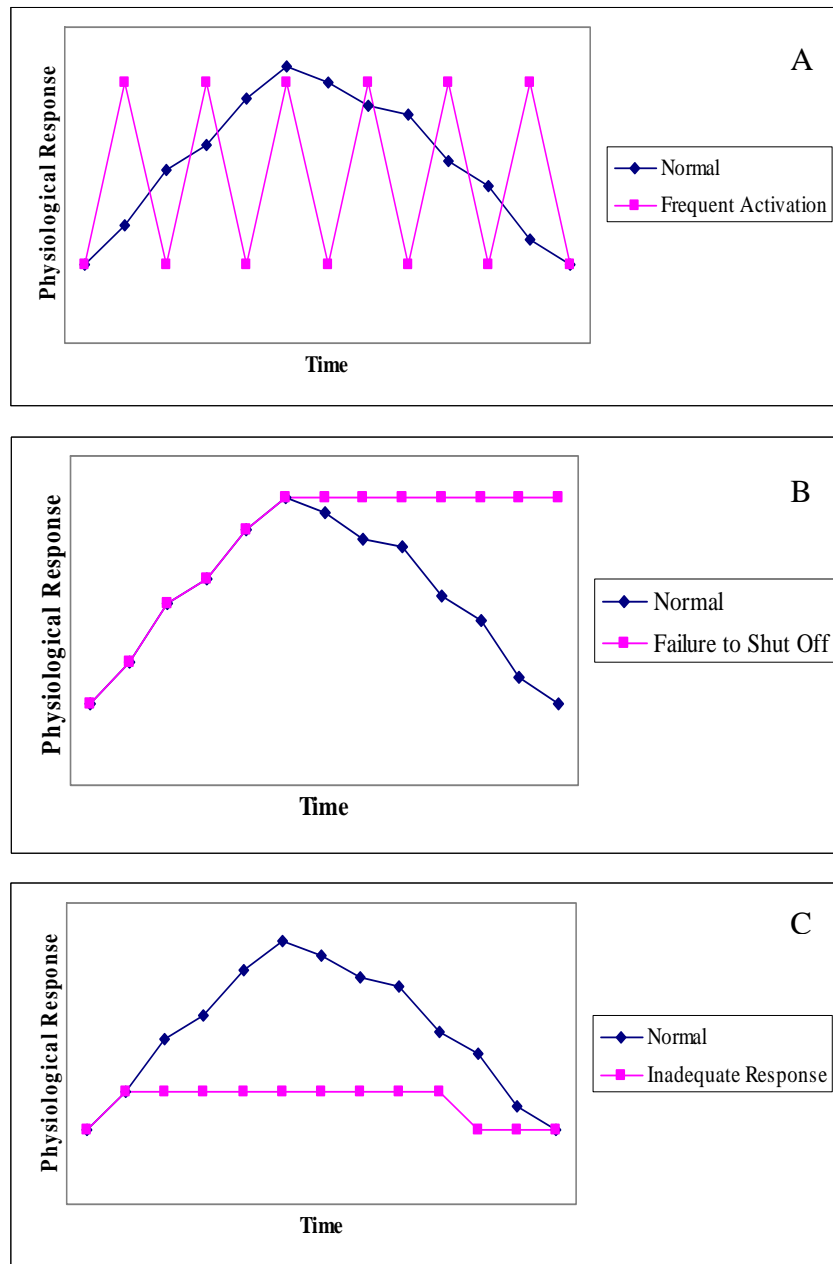 A
Physiological Response
Normal
Frequent Activation
Time
B
Physiological Response
Normal
Failure to Shut Off
Time
C
Physiological Response
Normal
Inadequate Response
Time